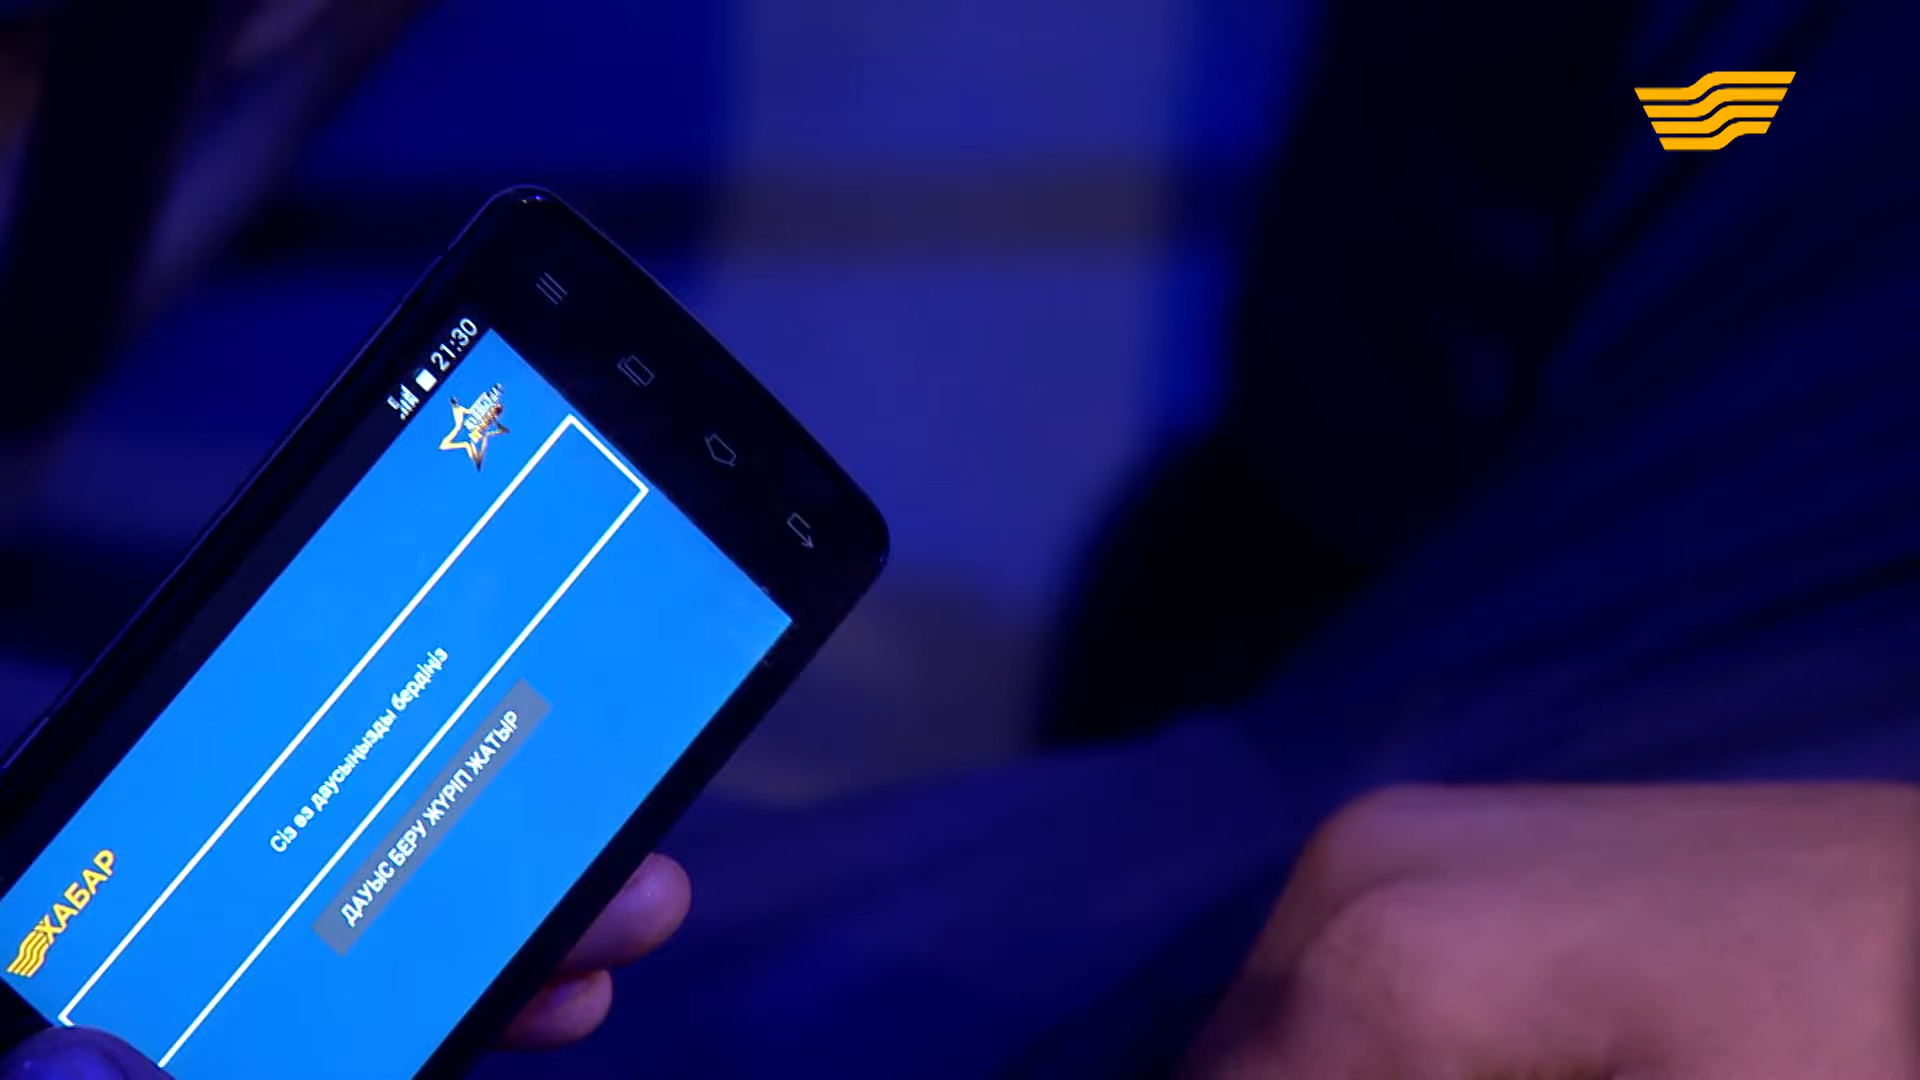 21:30
ХАБАР
Сіз өз даусыңызды бердіңіз
ДАУЫС БЕРУ ЖҮРІП ЖАТЫР